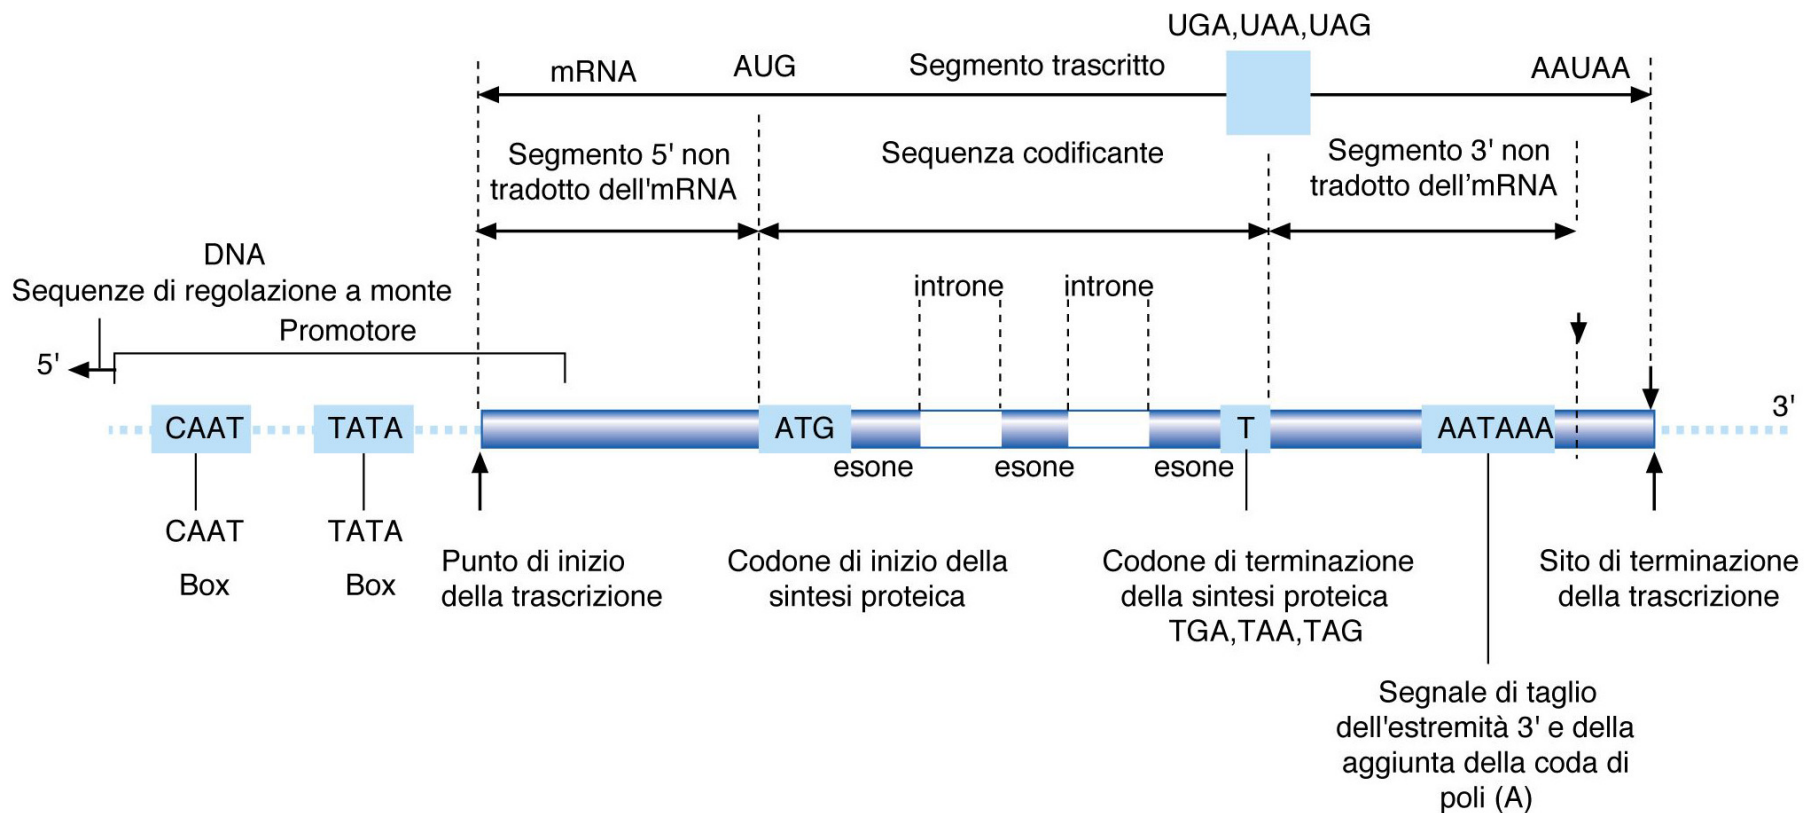 UGA,UAA,UAG
mRNA
AUG
Segmento trascritto
AAUAA
Segmento 5' non
tradotto dell'mRNA
Sequenza codificante
Segmento 3' non
tradotto dell’mRNA
DNA
Sequenze di regolazione a monte
Promotore
introne
introne
5'
3'
CAAT
TATA
ATG
T
AATAAA
esone
esone
esone
CAAT
Box
TATA
Box
Punto di inizio
della trascrizione
Codone di inizio della
sintesi proteica
Codone di terminazione
della sintesi proteica
TGA,TAA,TAG
Sito di terminazione
della trascrizione
Segnale di taglio
dell'estremità 3' e della
aggiunta della coda di
poli (A)